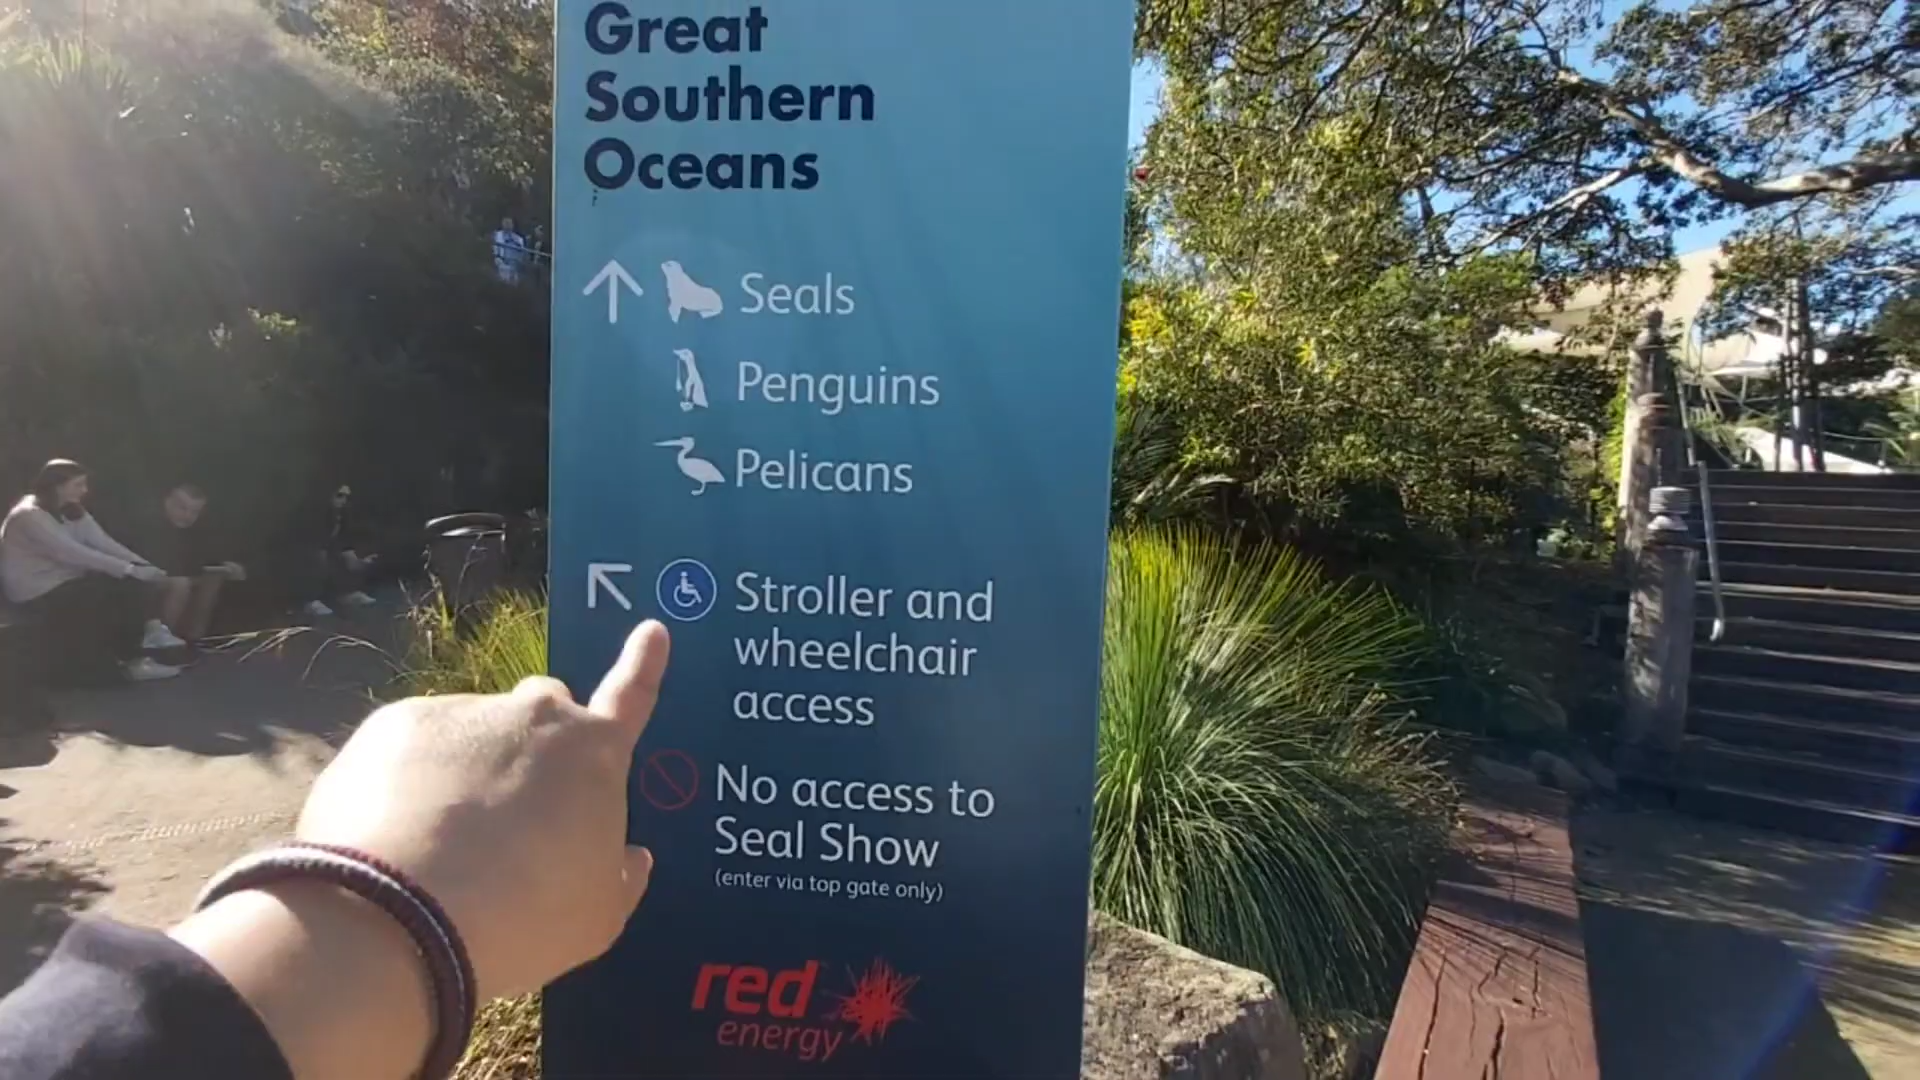 Great
Southern
Oceans
Seals
Penguins
Pelicans
Stroller and
wheelchair
access
No access to
Seal Show
(enter via top gate only)
red
energy